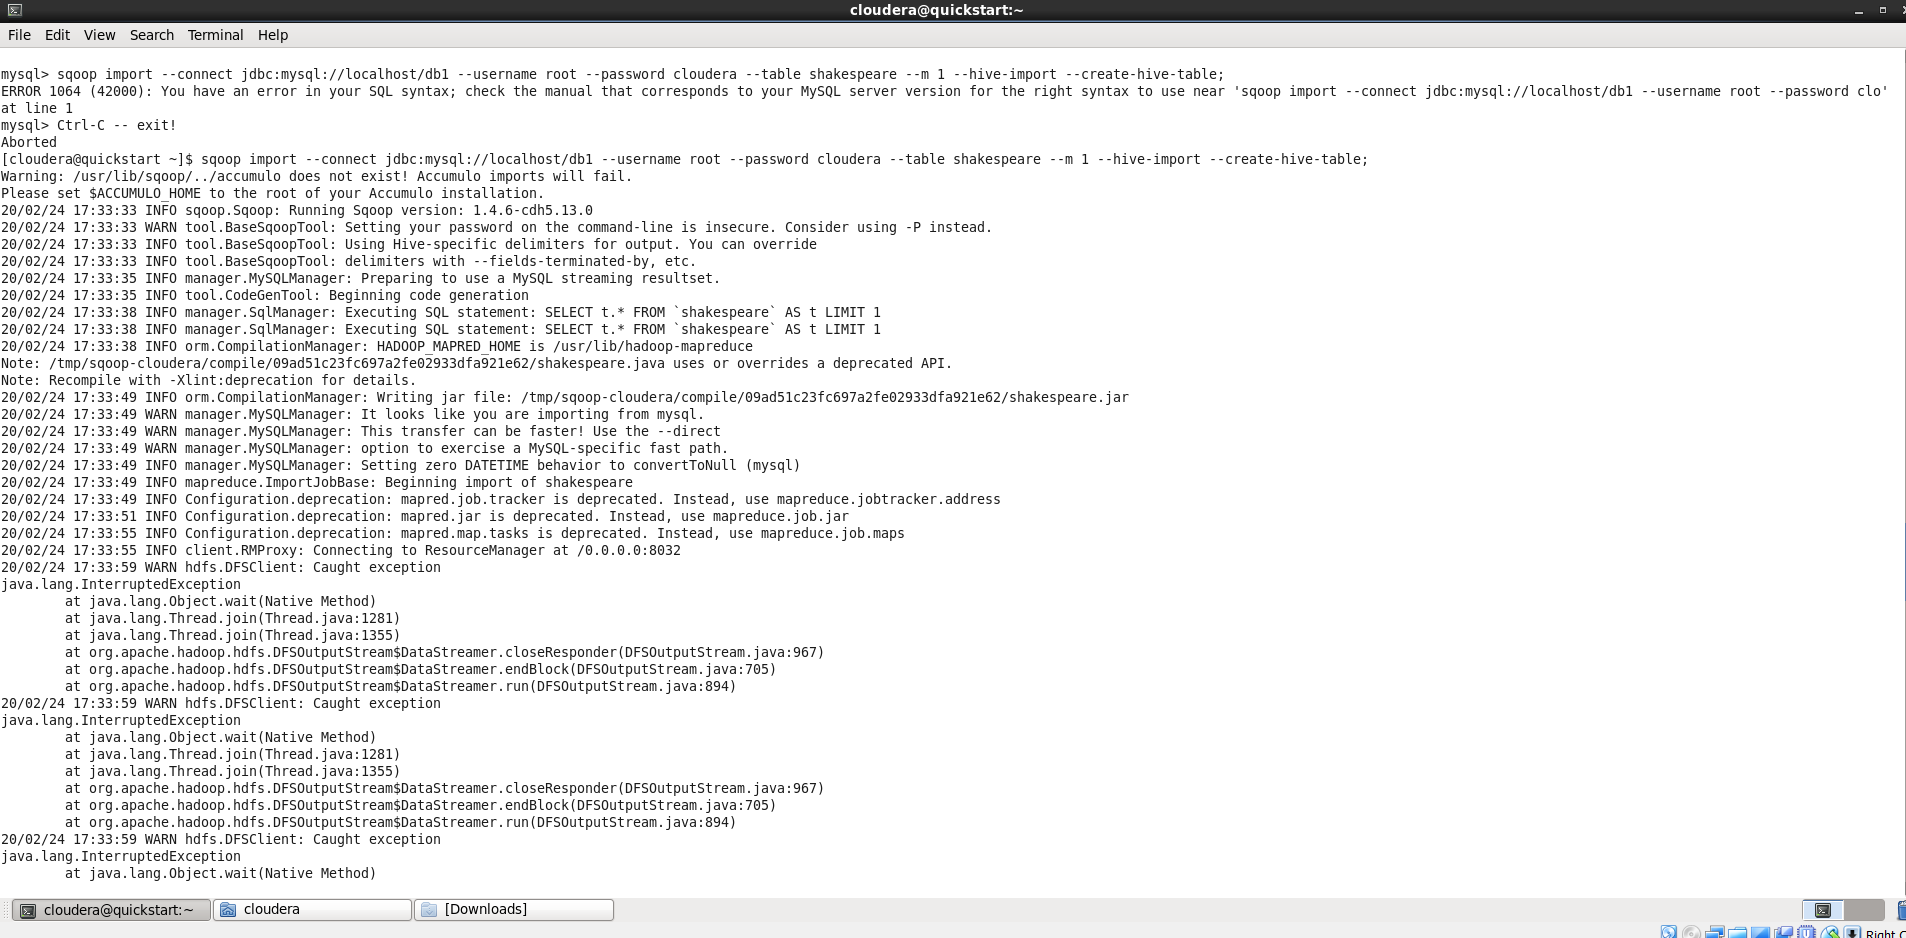 cloudera@quickstart:~
File Edit View Search Terminal Help
mysql> sqoop import --connect jdbc:mysql://localhost/db1 --username root --password cloudera --table shakespeare --m 1 --hive-import --create-hive-table;
ERROR 1064 (42000): You have an error in your SQL syntax; check the manual that corresponds to your MySQL server version for the right syntax to use near 'sqoop import --connect jdbc:mysql://localhost/db1 --username root --password clo'
at line 1
mysql> Ctrl-C -- exit!
Aborted
[cloudera@quickstart ~]$ sqoop import --connect jdbc:mysql://localhost/db1 --username root --password cloudera --table shakespeare --m 1 --hive-import --create-hive-table;
Warning: /usr/lib/sqoop/../accumulo does not exist! Accumulo imports will fail.
Please set $ACCUMULO_HOME to the root of your Accumulo installation.
20/02/24 17:33:33 INFO sqoop.Sqoop: Running Sqoop version: 1.4.6-cdh5.13.0
20/02/24 17:33:33 WARN tool.BaseSqoopTool: Setting your password on the command-line is insecure. Consider using -P instead.
20/02/24 17:33:33 INFO tool.BaseSqoopTool: Using Hive-specific delimiters for output. You can override
20/02/24 17:33:33 INFO tool.BaseSqoopTool: delimiters with --fields-terminated-by, etc.
20/02/24 17:33:35 INFO manager.MySQLManager: Preparing to use a MySQL streaming resultset.
20/02/24 17:33:35 INFO tool.CodeGenTool: Beginning code generation
20/02/24 17:33:38 INFO manager.SqlManager: Executing SQL statement: SELECT t.* FROM `shakespeare` AS t LIMIT 1
20/02/24 17:33:38 INFO manager.SqlManager: Executing SQL statement: SELECT t.* FROM `shakespeare` AS t LIMIT 1
20/02/24 17:33:38 INFO orm.CompilationManager: HADOOP_MAPRED_HOME is /usr/lib/hadoop-mapreduce
Note: /tmp/sqoop-cloudera/compile/09ad51c23fc697a2fe02933dfa921e62/shakespeare.java uses or overrides a deprecated API.
Note: Recompile with -Xlint:deprecation for details.
20/02/24 17:33:49 INFO orm.CompilationManager: Writing jar file: /tmp/sqoop-cloudera/compile/09ad51c23fc697a2fe02933dfa921e62/shakespeare.jar
20/02/24 17:33:49 WARN manager.MySQLManager: It looks like you are importing from mysql.
20/02/24 17:33:49 WARN manager.MySQLManager: This transfer can be faster! Use the --direct
20/02/24 17:33:49 WARN manager.MySQLManager: option to exercise a MySQL-specific fast path.
20/02/24 17:33:49 INFO manager.MySQLManager: Setting zero DATETIME behavior to convertToNull (mysql)
20/02/24 17:33:49 INFO mapreduce.ImportJobBase: Beginning import of shakespeare
20/02/24 17:33:49 INFO Configuration.deprecation: mapred.job.tracker is deprecated. Instead, use mapreduce.jobtracker.address
20/02/24 17:33:51 INFO Configuration.deprecation: mapred.jar is deprecated. Instead, use mapreduce.job.jar
20/02/24 17:33:55 INFO Configuration.deprecation: mapred.map.tasks is deprecated. Instead, use mapreduce.job.maps
20/02/24 17:33:55 INFO client.RMProxy: Connecting to ResourceManager at /0.0.0.0:8032
20/02/24 17:33:59 WARN hdfs.DFSClient: Caught exception
java.lang.InterruptedException
at java.lang.Object.wait(Native Method)
at java.lang.Thread.join(Thread.java:1281)
at java.lang.Thread.join(Thread.java:1355)
at org.apache.hadoop.hdfs.DFSOutputStream$DataStreamer.closeResponder(DFSOutputStream.java:967)
at org.apache.hadoop.hdfs.DFSOutputStream$DataStreamer.endBlock(DFSOutputStream.java:705)
at org.apache.hadoop.hdfs.DFSOutputStream$DataStreamer.run(DFSOutputStream.java:894)
20/02/24 17:33:59 WARN hdfs.DFSClient: Caught exception
java.lang.InterruptedException
at java.lang.Object.wait(Native Method)
at java.lang.Thread.join(Thread.java:1281)
at java.lang.Thread.join(Thread.java:1355)
at org.apache.hadoop.hdfs.DFSOutputStream$DataStreamer.closeResponder(DFSOutputStream.java:967)
at org.apache.hadoop.hdfs.DFSOutputStream$DataStreamer.endBlock(DFSOutputStream.java:705)
at org.apache.hadoop.hdfs.DFSOutputStream$DataStreamer.run(DFSOutputStream.java:894)
20/02/24 17:33:59 WARN hdfs.DFSClient: Caught exception
java.lang.InterruptedException
at java.lang.Object.wait(Native Method)
cloudera@quickstart:~ cloudera [Downloads]
Right C